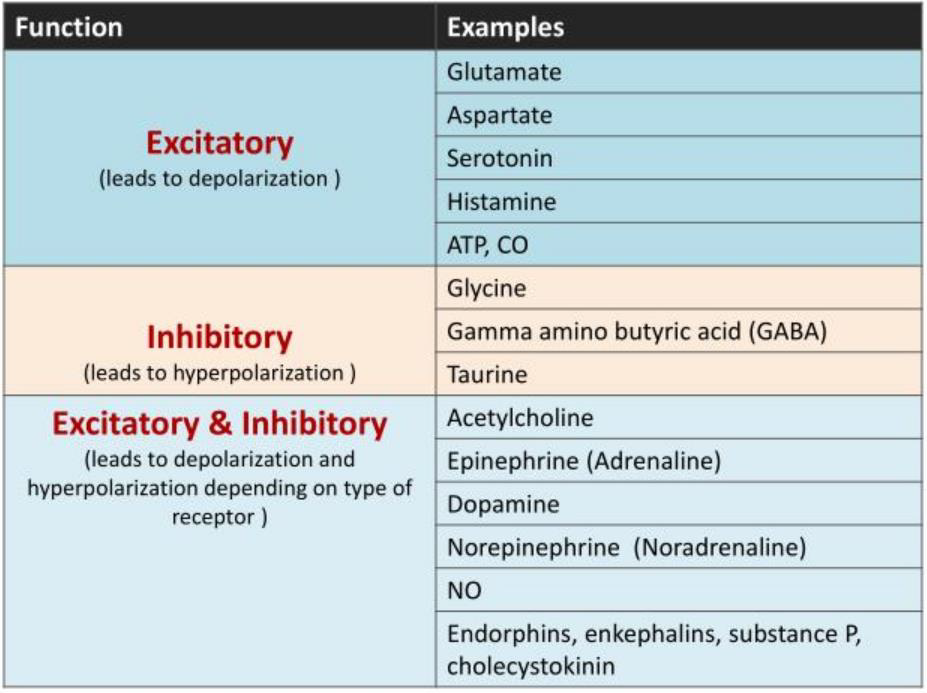 Function Examples
Excitatory
(leads to depolarization )
Glutamate
Aspartate
Serotonin
Histamine
ATP, CO
Inhibitory
(leads to hyperpolarization )
Glycine
Gamma amino butyric acid (GABA)
Taurine
Excitatory & Inhibitory
(leads to depolarization and
hyperpolarization depending on type of
receptor )
Acetylcholine
Epinephrine (Adrenaline)
Dopamine
Norepinephrine  (Noradrenaline)
NO
Endorphins, enkephalins, substance P,
cholecystokinin